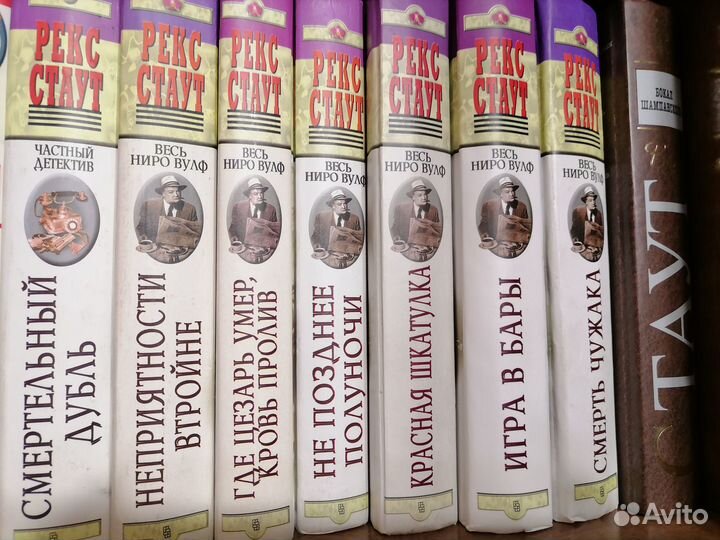 РЕКС
СТАУТ
ЧАСТНЫЙ
ДЕТЕКТИВ
СМЕРТЕЛЬНЫЙ
ДУБЛЬ
РЕКС
СТАУТ
ВЕСЬ
НИРО ВУЛФ
НЕПРИЯТНОСТИ
ВТРОЙНЕ
РЕКС
СТАУТ
ВЕСЬ
НИРО ВУЛФ
ГДЕ ЦЕЗАРЬ УМЕР,
КРОВЬ ПРОЛИВ
РЕКС
СТАУТ
ВЕСЬ
НИРО ВУЛФ
НЕ ПОЗДНЕЕ
ПОЛУНОЧИ
РЕКС
СТАУТ
ВЕСЬ
НИРО ВУЛФ
КРАСНАЯ ШКАТУЛКА
РЕКС
СТАУТ
ВЕСЬ
НИРО ВУЛФ
ИГРА В БАРЫ
РЕКС
СТАУТ
ВЕСЬ
НИРО ВУЛФ
СМЕРТЬ ЧУЖАКА
БОКАЛ
ШАМПАНСКОГО
СТАУТ
Avito